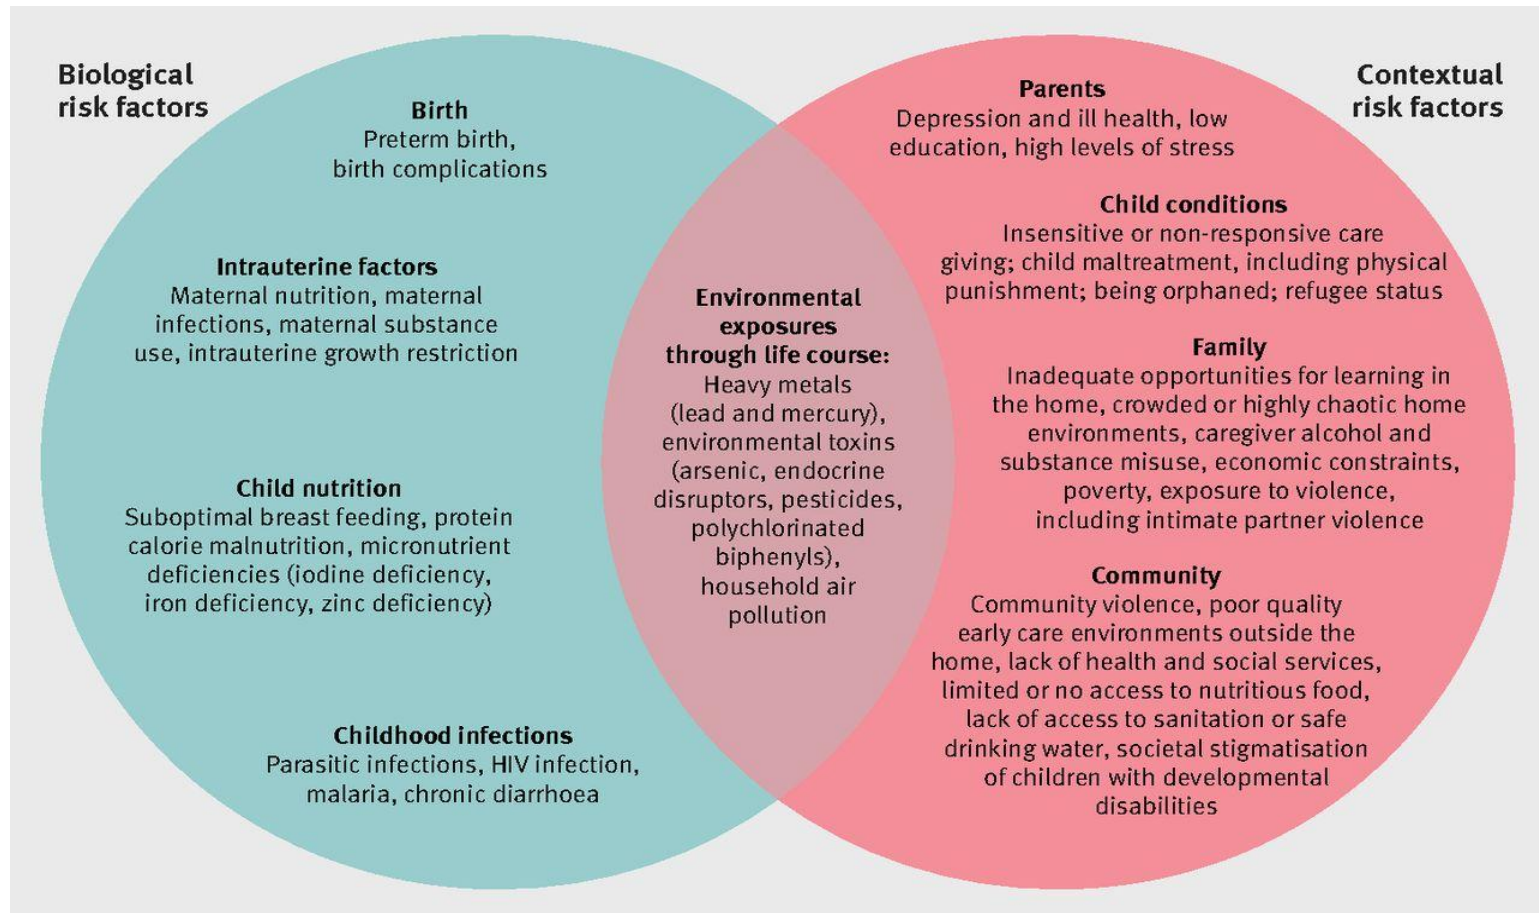 Biological
risk factors
Birth
Preterm birth,
birth complications
Intrauterine factors
Maternal nutrition, maternal
infections, maternal substance
use, intrauterine growth restriction
Child nutrition
Suboptimal breast feeding, protein
calorie malnutrition, micronutrient
deficiencies (iodine deficiency,
iron deficiency, zinc deficiency)
Childhood infections
Parasitic infections, HIV infection,
malaria, chronic diarrhoea
Environmental
exposures
through life course:
Heavy metals
(lead and mercury),
environmental toxins
(arsenic, endocrine
disruptors, pesticides,
polychlorinated
biphenyls),
household air
pollution
Contextual
risk factors
Parents
Depression and ill health, low
education, high levels of stress
Child conditions
Insensitive or non-responsive care
giving; child maltreatment, including physical
punishment; being orphaned; refugee status
Family
Inadequate opportunities for learning in
the home, crowded or highly chaotic home
environments, caregiver alcohol and
substance misuse, economic constraints,
poverty, exposure to violence,
including intimate partner violence
Community
Community violence, poor quality
early care environments outside the
home, lack of health and social services,
limited or no access to nutritious food,
lack of access to sanitation or safe
drinking water, societal stigmatisation
of children with developmental
disabilities